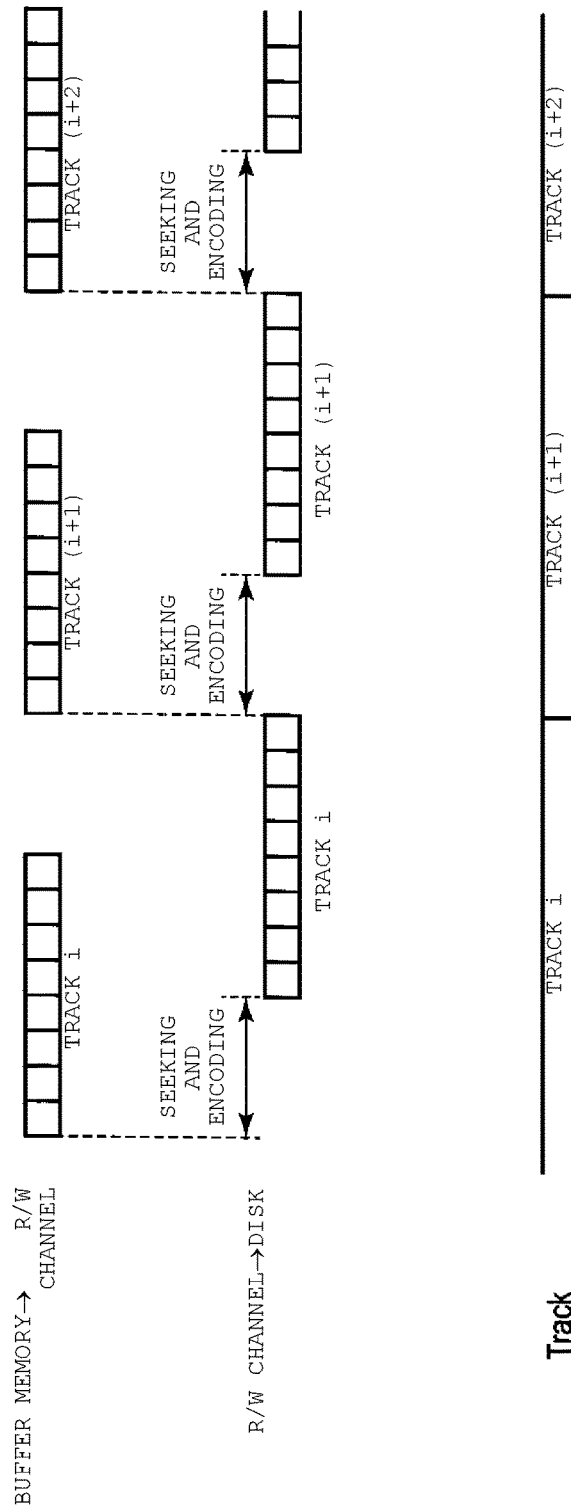 BUFFER MEMORY→ R/W
CHANNEL
TRACK i
TRACK (i+1)
TRACK (i+2)
SEEKING
AND
ENCODING
SEEKING
AND
ENCODING
SEEKING
AND
ENCODING
R/W CHANNEL→DISK
TRACK i
TRACK (i+1)
Track
TRACK i
TRACK (i+1)
TRACK (i+2)